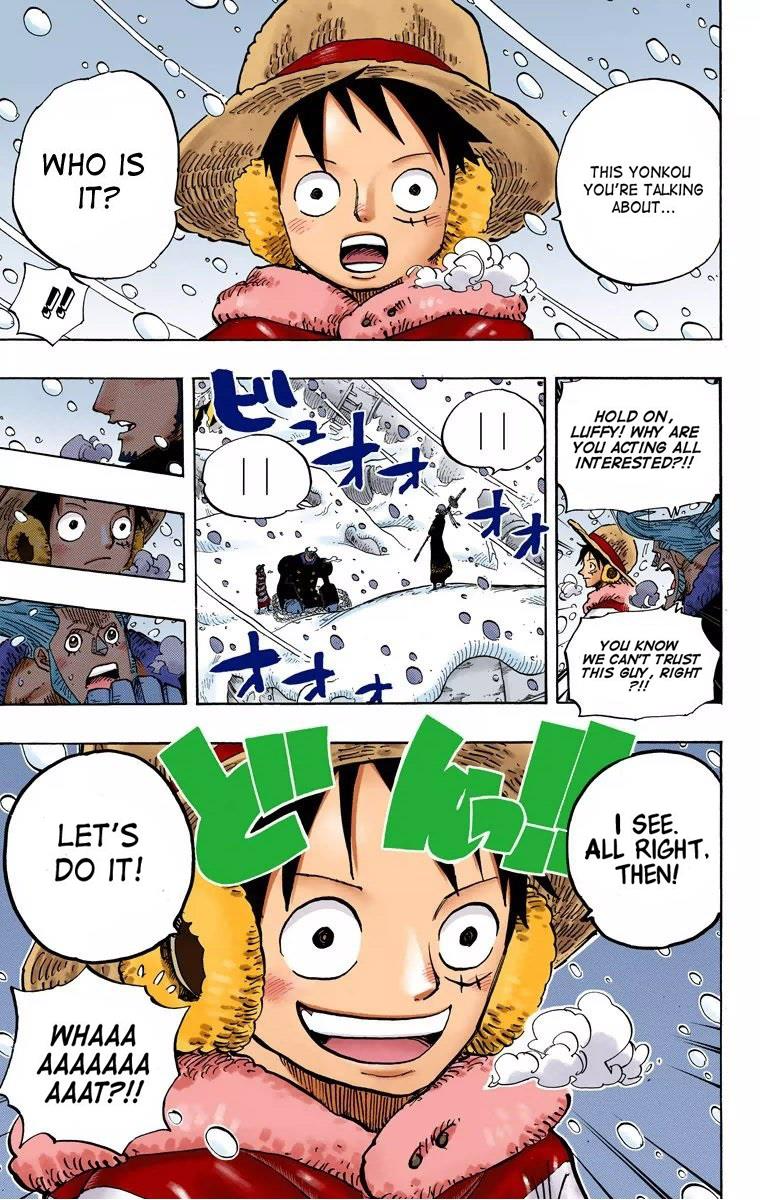 THIS YONKOU
YOU'RE TALKING
ABOUT...
WHO IS
IT?
!!
HOLD ON,
LUFFY! WHY ARE
YOU ACTING ALL
INTERESTED?!!
YOU KNOW
WE CAN'T TRUST
THIS GUY, RIGHT
?!!
ビュオオ
オオ
オオオ
I SEE.
ALL RIGHT,
THEN!
どんっ!!
LET'S
DO IT!
WHAAA
AAAAAAA
AAAT?!!